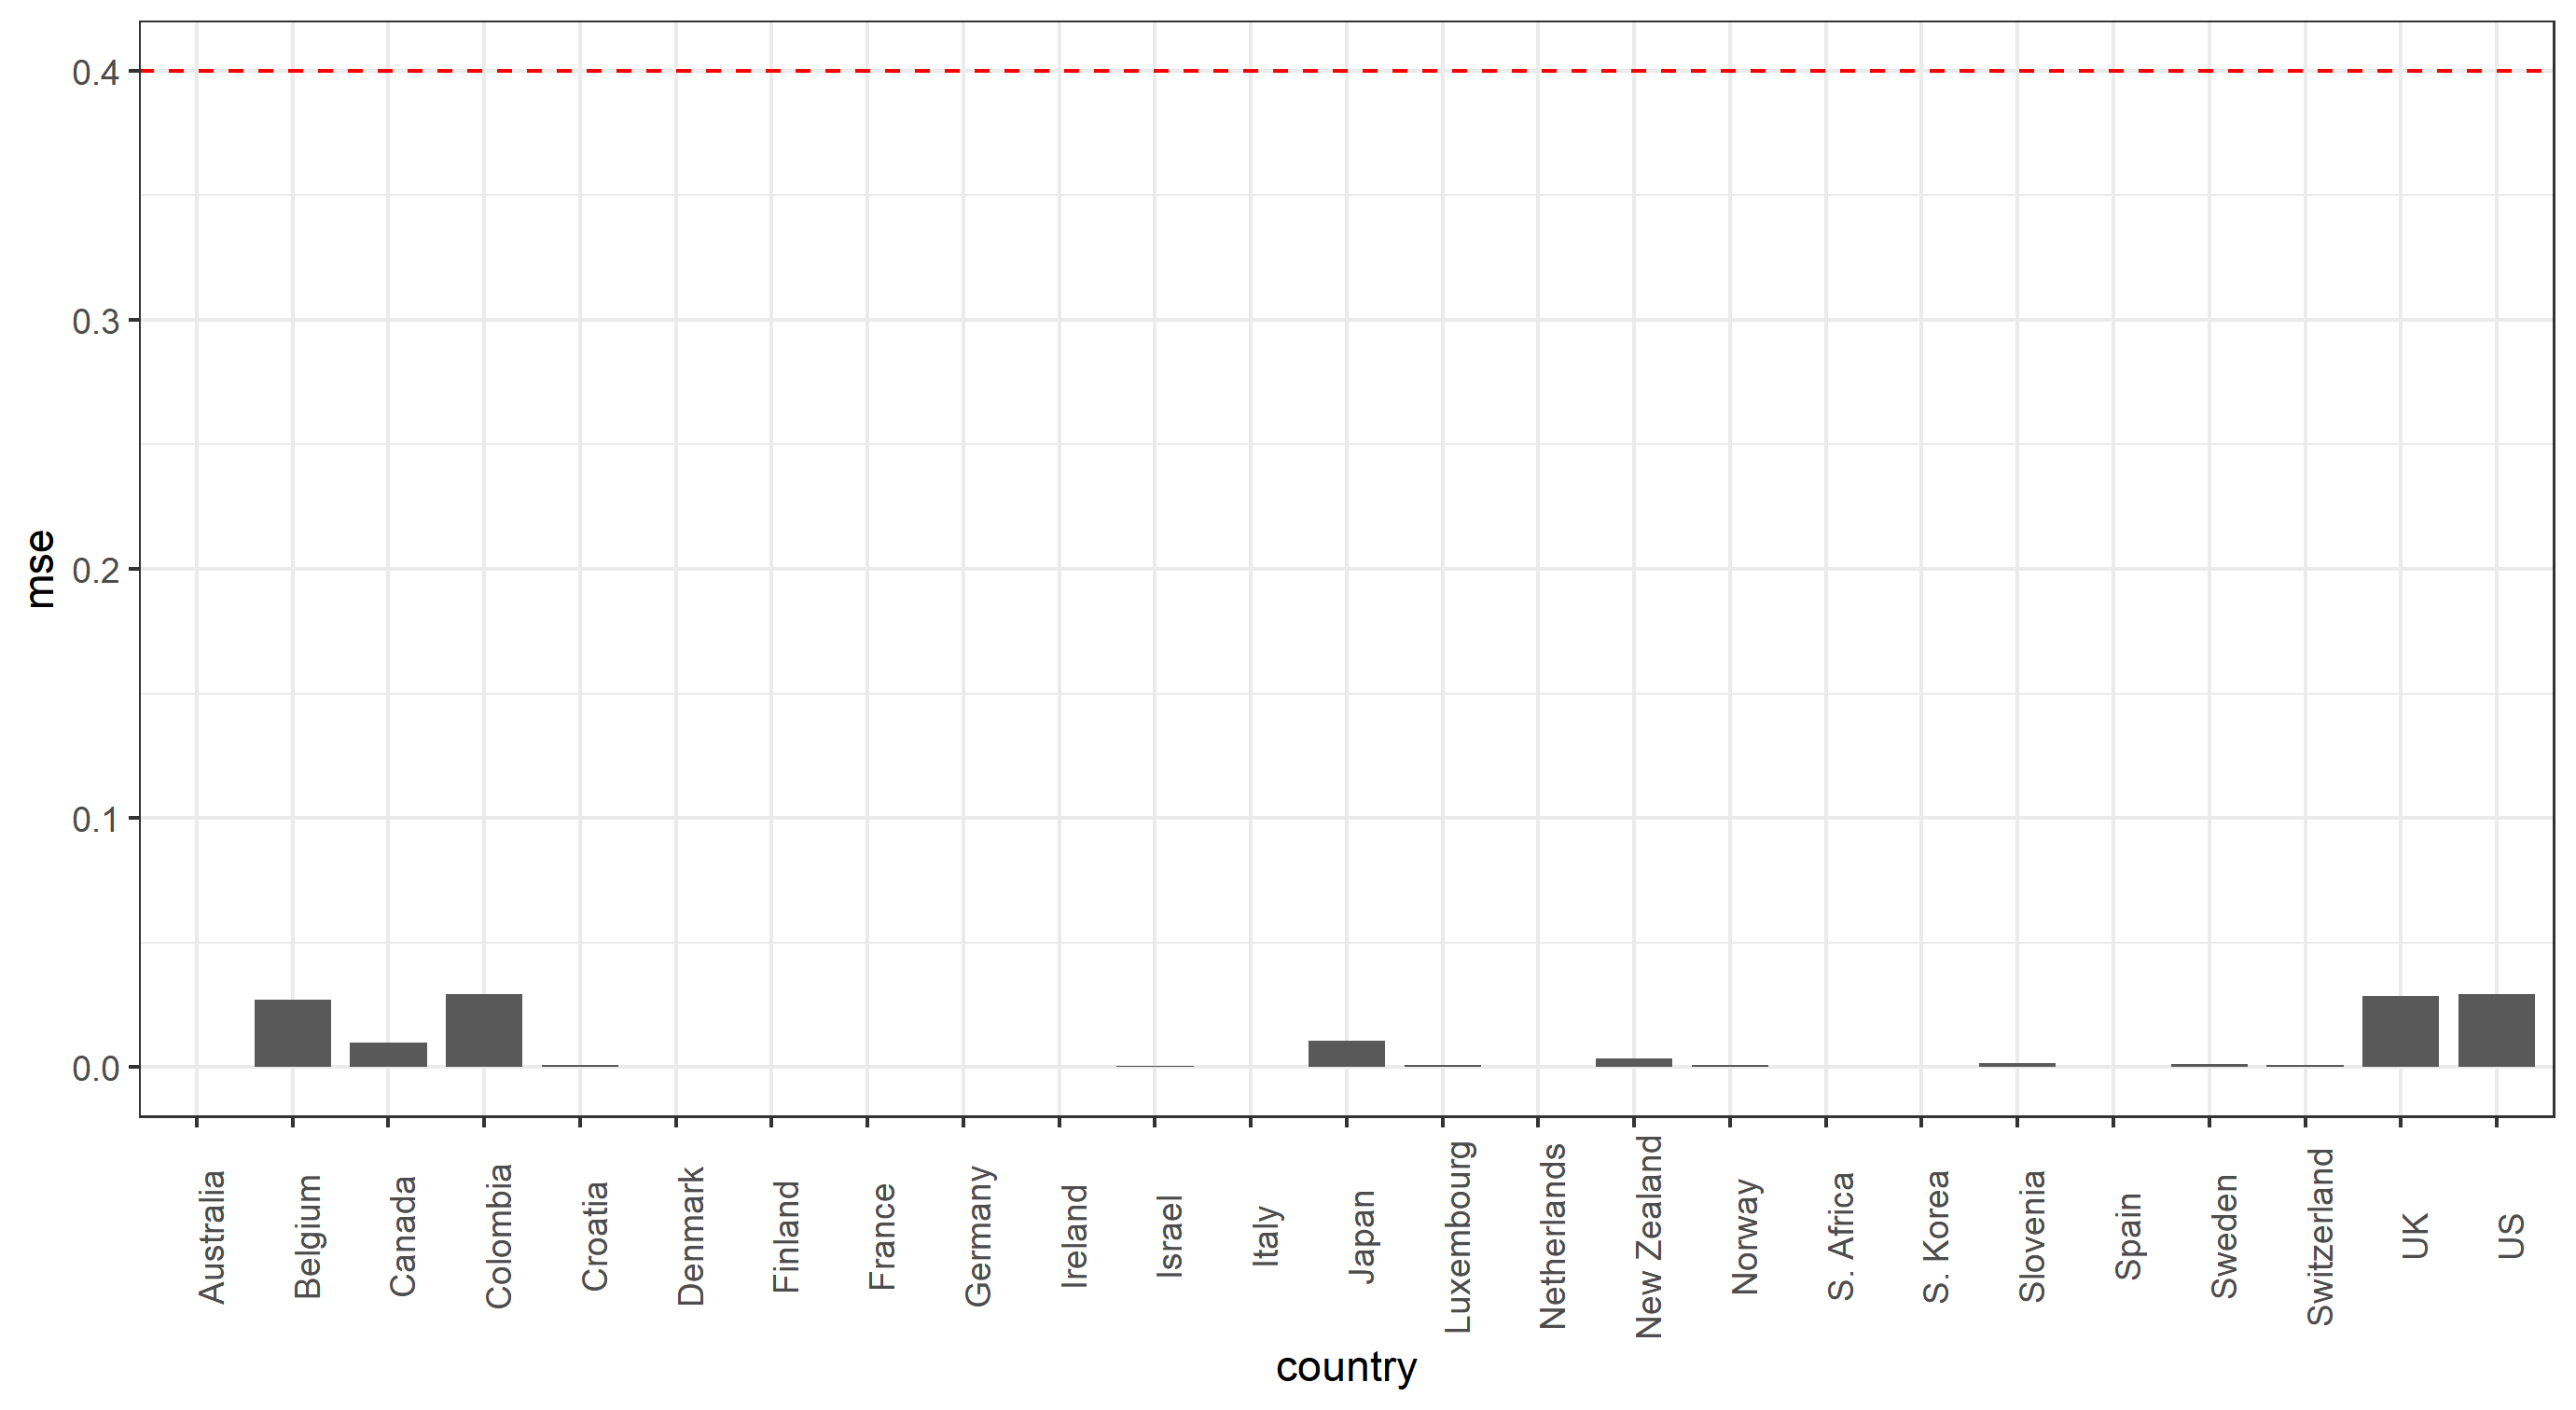 mse
0.4
0.3
0.2
0.1
0.0
Australia
Belgium
Canada
Colombia
Croatia
Denmark
Finland
France
Germany
Ireland
Israel
Italy
Japan
Luxembourg
Netherlands
New Zealand
Norway
S. Africa
S. Korea
Slovenia
Spain
Sweden
Switzerland
UK
US
country